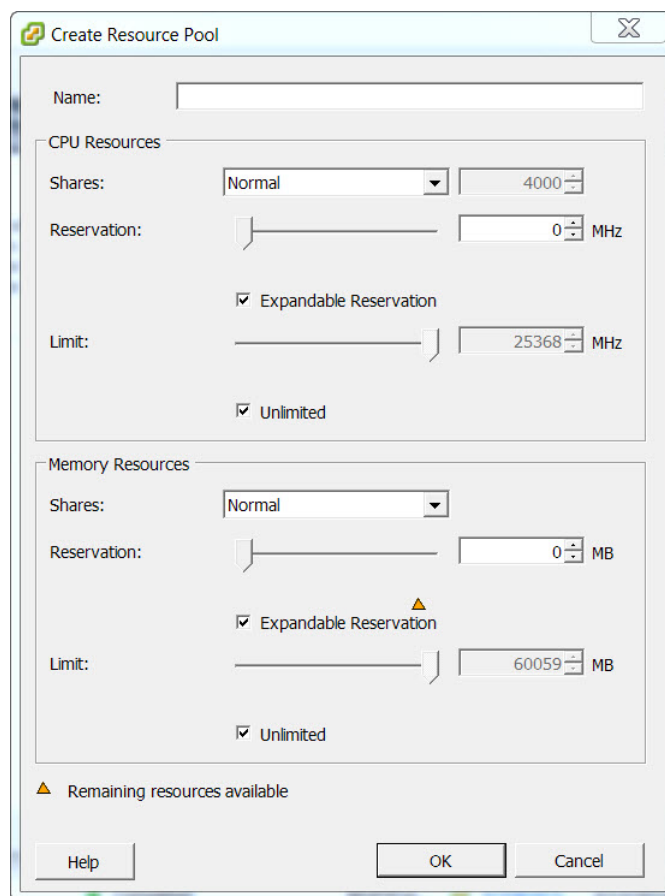 Create Resource Pool
Name:
CPU Resources
Shares: Normal 4000
Reservation: 0 MHz
Expandable Reservation
Limit: 25368 MHz
Unlimited
Memory Resources
Shares: Normal
Reservation: 0 MB
Expandable Reservation
Limit: 60059 MB
Unlimited
Remaining resources available
Help OK Cancel